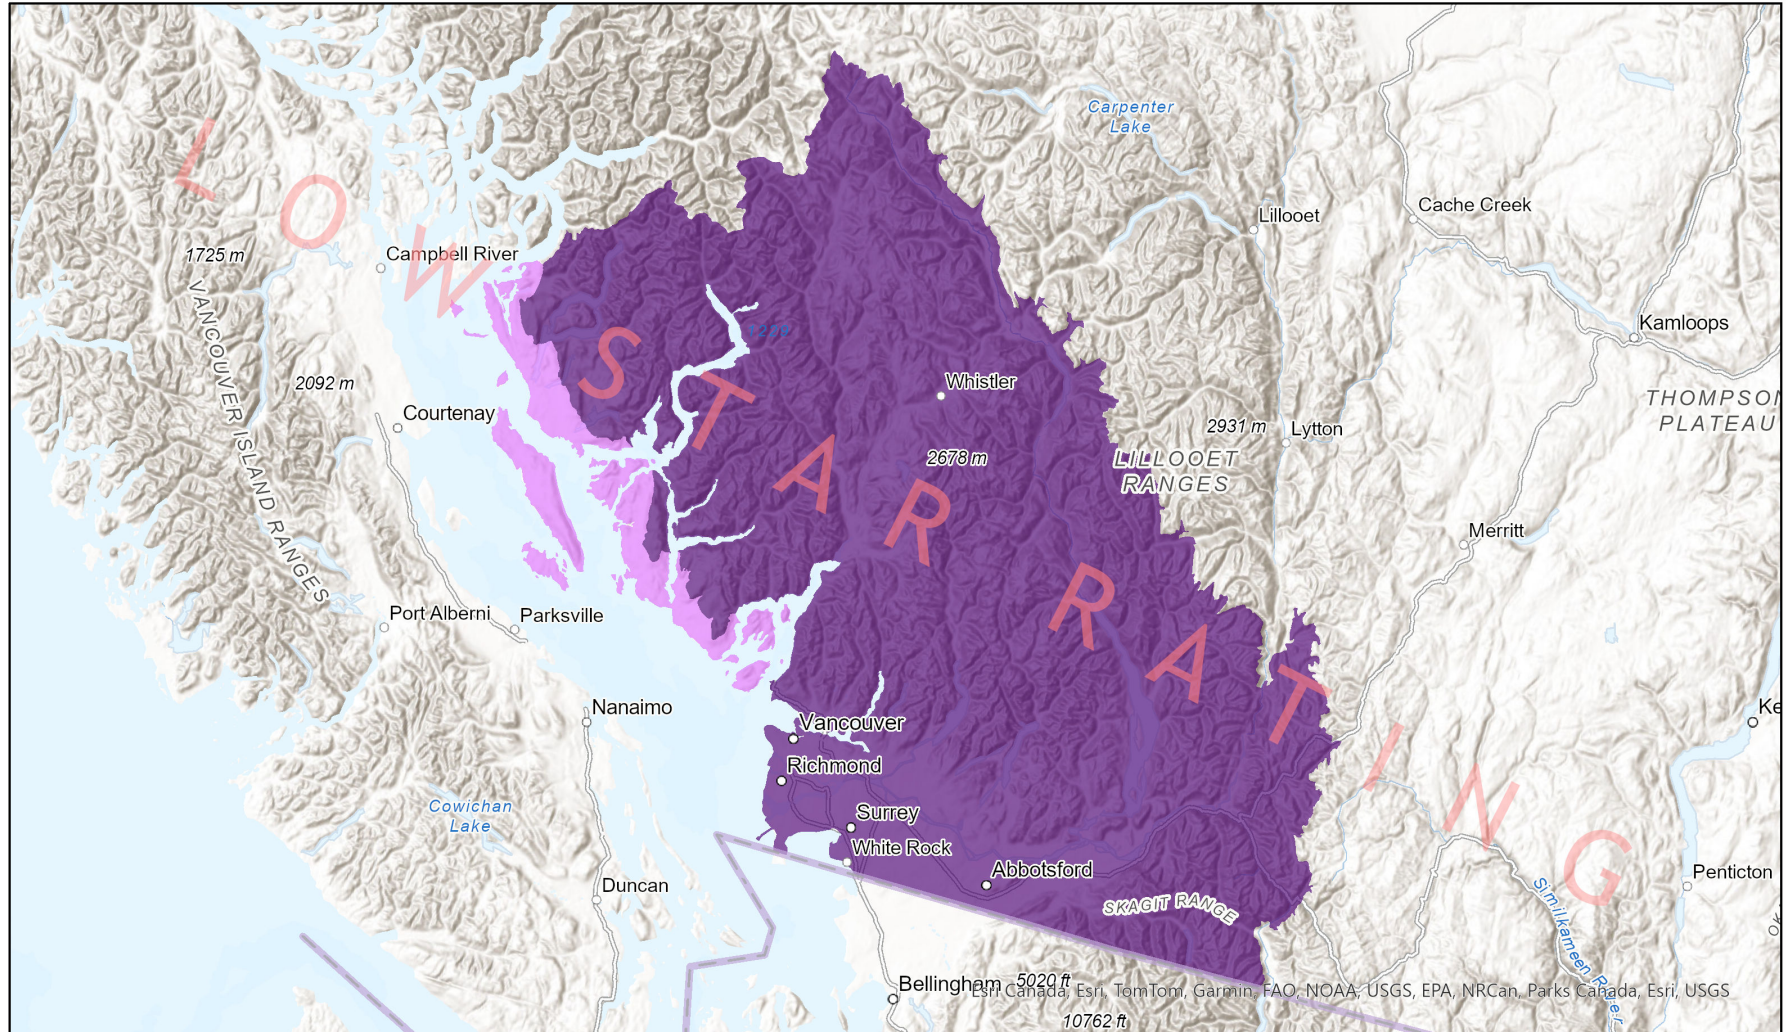 Carpenter
Lake
Cache Creek
Lillooet
Campbell River
1725 m
VANCOUVER ISLAND RANGES
Kamloops
1229
2092 m
Whistler
THOMPSON
PLATEAU
Courtenay
2931 m
Lytton
2678 m
LILLOOET
RANGES
Merritt
Port Alberni
Parksville
Nanaimo
Ke
Vancouver
Richmond
Cowichan
Lake
Surrey
White Rock
Abbotsford
Penticton
Duncan
SKAGIT RANGE
Similkameen River
Bellingham
5020 ft
Esri Canada, Esri, TomTom, Garmin, FAO, NOAA, USGS, EPA, NRCan, Parks Canada, Esri, USGS
10762 ft
LOW STAR RATING